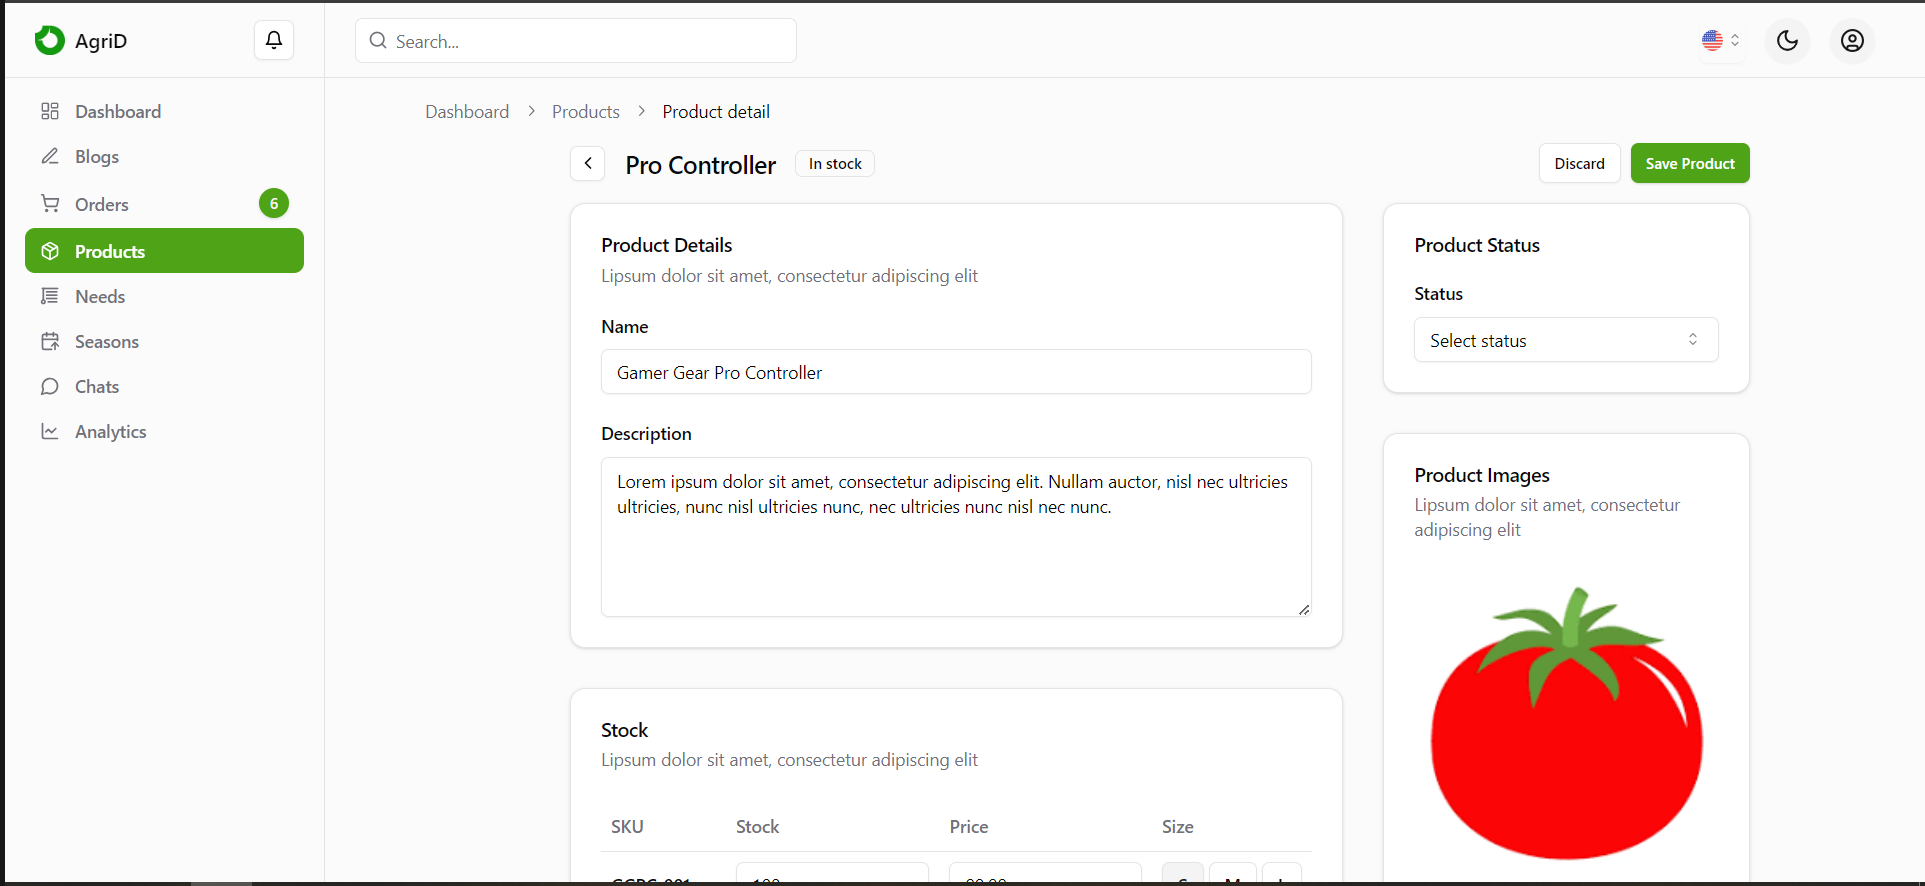 AgriD
Search...
Dashboard
Blogs
Orders 6
Products
Needs
Seasons
Chats
Analytics
Dashboard > Products > Product detail
Pro Controller In stock
Discard Save Product
Product Details
Lipsum dolor sit amet, consectetur adipiscing elit
Name
Gamer Gear Pro Controller
Description
Lorem ipsum dolor sit amet, consectetur adipiscing elit. Nullam auctor, nisl nec ultricies
ultricies, nunc nisl ultricies nunc, nec ultricies nunc nisl nec nunc.
Stock
Lipsum dolor sit amet, consectetur adipiscing elit
SKU Stock Price Size
Product Status
Status
Select status
Product Images
Lipsum dolor sit amet, consectetur
adipiscing elit